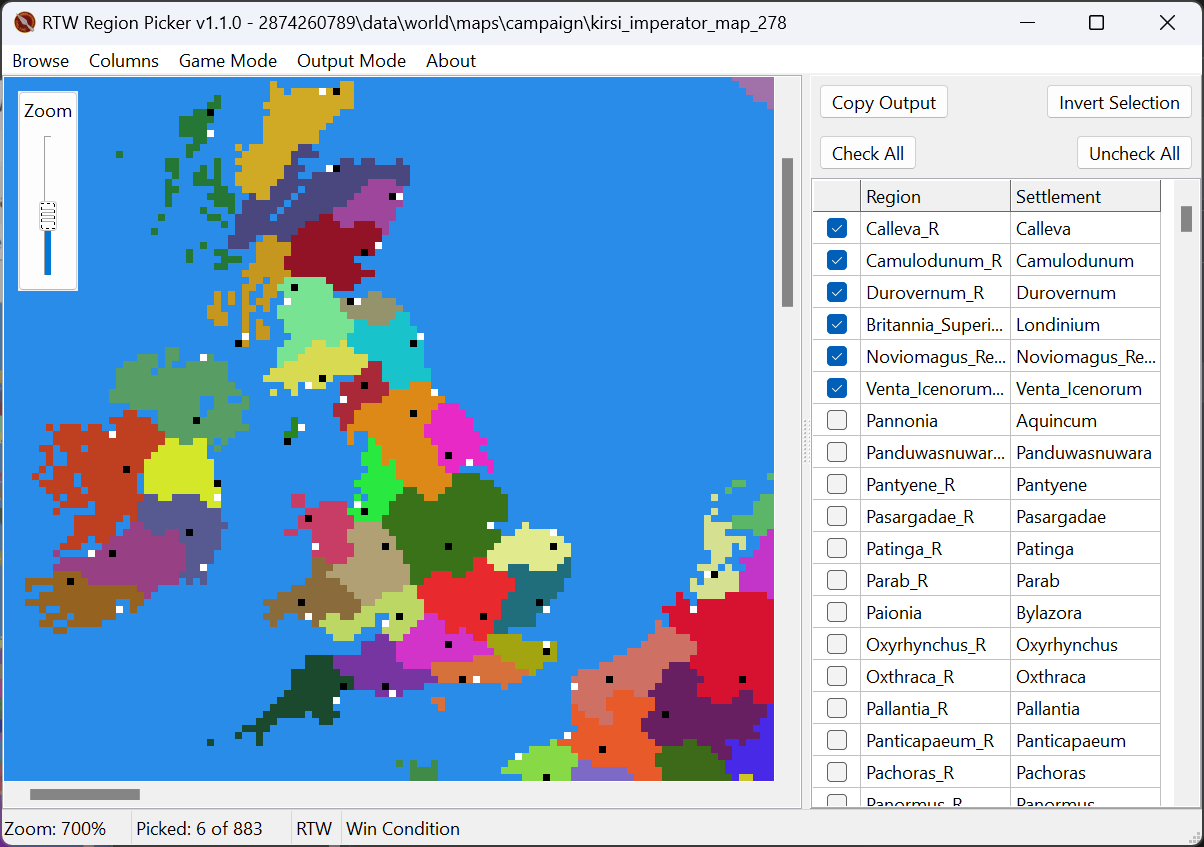 RTW Region Picker v1.1.0 - 2874260789\data\world\maps\campaign\kirsi_imperator_map_278
Browse Columns Game Mode Output Mode About
Zoom
Copy Output Invert Selection
Check All Uncheck All
Region Settlement
Calleva_R Calleva
Camulodunum_R Camulodunum
Durovernum_R Durovernum
Britannia_Superi... Londinium
Noviomagus_Re... Noviomagus_Re...
Venta_Icenorum... Venta_Icenorum
Pannonia Aquincum
Panduwasnuwar... Panduwasnuwara
Pantyene_R Pantyene
Pasargadae_R Pasargadae
Patinga_R Patinga
Parab_R Parab
Paionia Bylazora
Oxyrhynchus_R Oxyrhynchus
Oxthraca_R Oxthraca
Pallantia_R Pallantia
Panticapaeum_R Panticapaeum
Pachoras_R Pachoras
Panormus_R Panormus
Zoom: 700% Picked: 6 of 883 RTW Win Condition